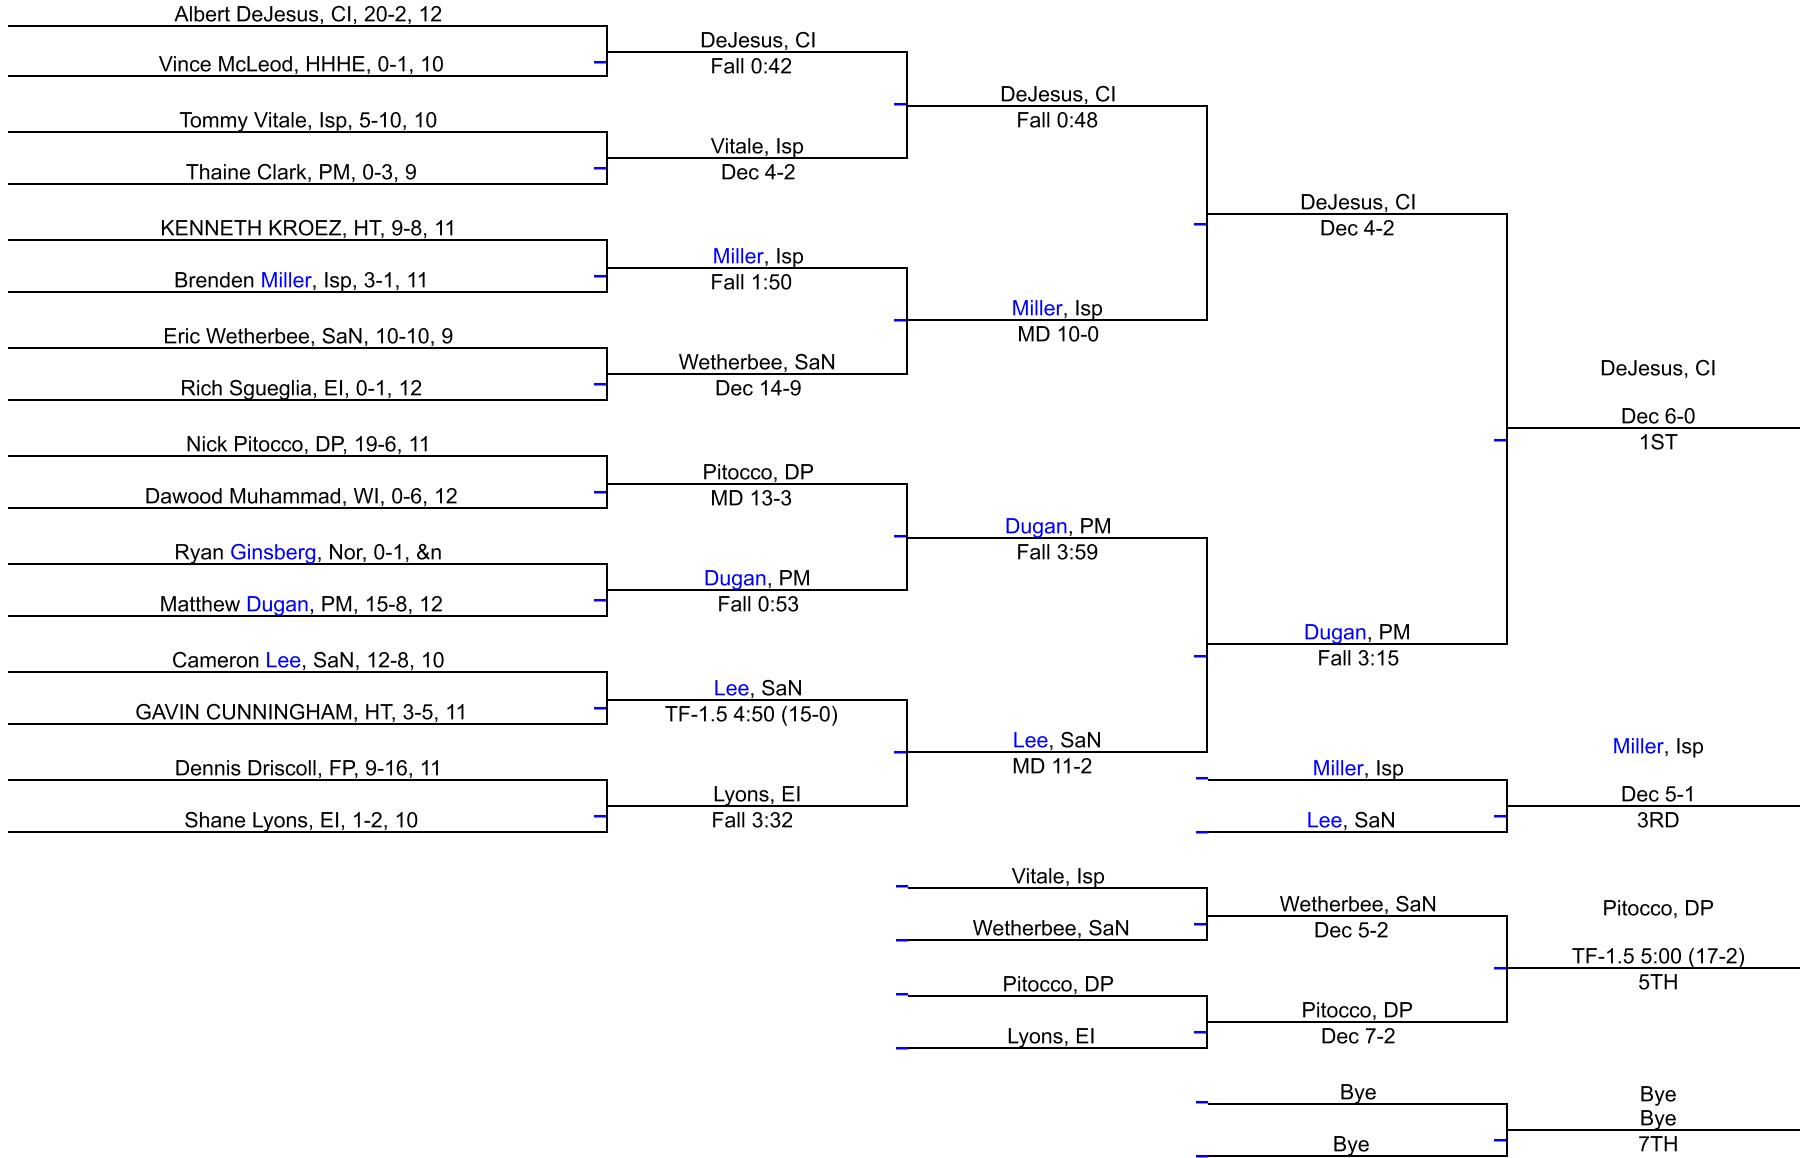 Albert DeJesus, CI, 20-2, 12
Vince McLeod, HHHE, 0-1, 10
Tommy Vitale, Isp, 5-10, 10
Thaine Clark, PM, 0-3, 9
KENNETH KROEZ, HT, 9-8, 11
Brenden Miller, Isp, 3-1, 11
Eric Wetherbee, SaN, 10-10, 9
Rich Sgueglia, EI, 0-1, 12
Nick Pitocco, DP, 19-6, 11
Dawood Muhammad, WI, 0-6, 12
Ryan Ginsberg, Nor, 0-1, &n
Matthew Dugan, PM, 15-8, 12
Cameron Lee, SaN, 12-8, 10
GAVIN CUNNINGHAM, HT, 3-5, 11
Dennis Driscoll, FP, 9-16, 11
Shane Lyons, EI, 1-2, 10
DeJesus, CI
Fall 0:42
Vitale, Isp
Dec 4-2
Miller, Isp
Fall 1:50
Wetherbee, SaN
Dec 14-9
Pitocco, DP
MD 13-3
Dugan, PM
Fall 0:53
Lee, SaN
TF-1.5 4:50 (15-0)
Lyons, EI
Fall 3:32
DeJesus, CI
Fall 0:48
Miller, Isp
MD 10-0
Dugan, PM
Fall 3:59
Lee, SaN
MD 11-2
DeJesus, CI
Dec 4-2
Dugan, PM
Fall 3:15
DeJesus, CI
Dec 6-0
1ST
Miller, Isp
Lee, SaN
Miller, Isp
Dec 5-1
3RD
Vitale, Isp
Wetherbee, SaN
Pitocco, DP
Lyons, EI
Wetherbee, SaN
Dec 5-2
Pitocco, DP
Dec 7-2
Pitocco, DP
TF-1.5 5:00 (17-2)
5TH
Bye
Bye
Bye
Bye
7TH